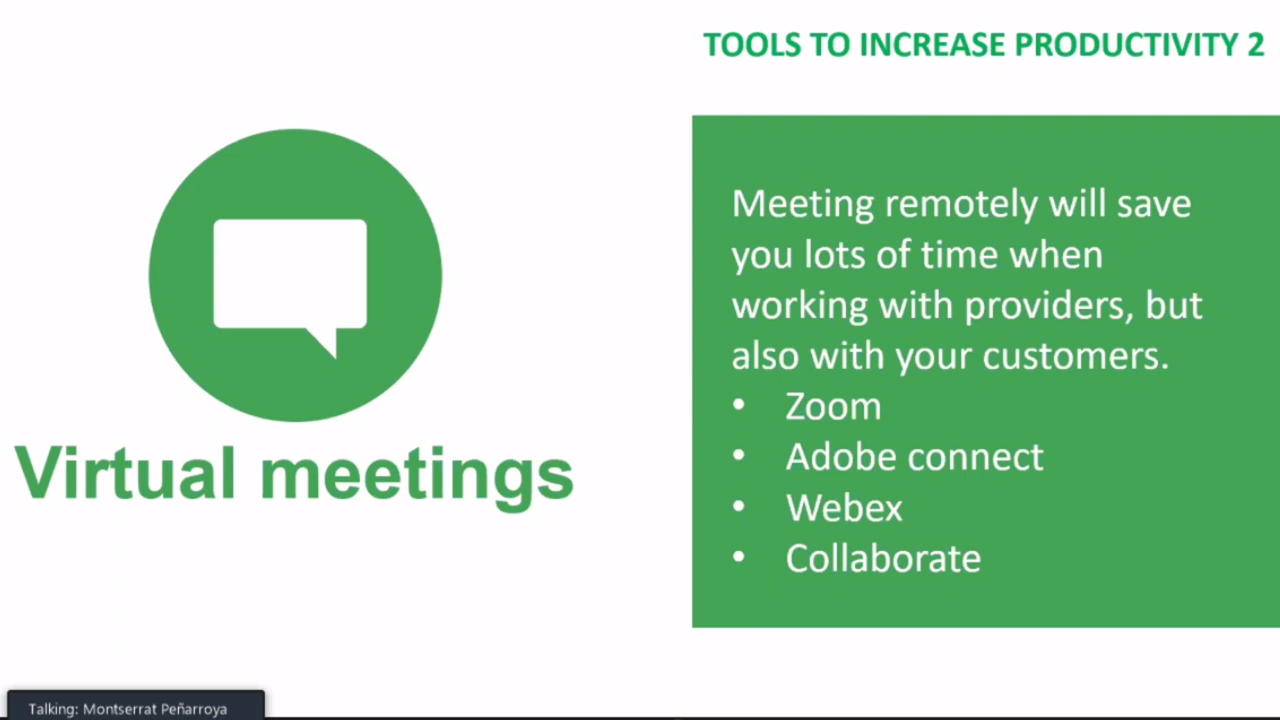 TOOLS TO INCREASE PRODUCTIVITY 2
Meeting remotely will save
you lots of time when
working with providers, but
also with your customers.
• Zoom
• Adobe connect
• Webex
• Collaborate
Virtual meetings
Talking: Montserrat Peñarroya